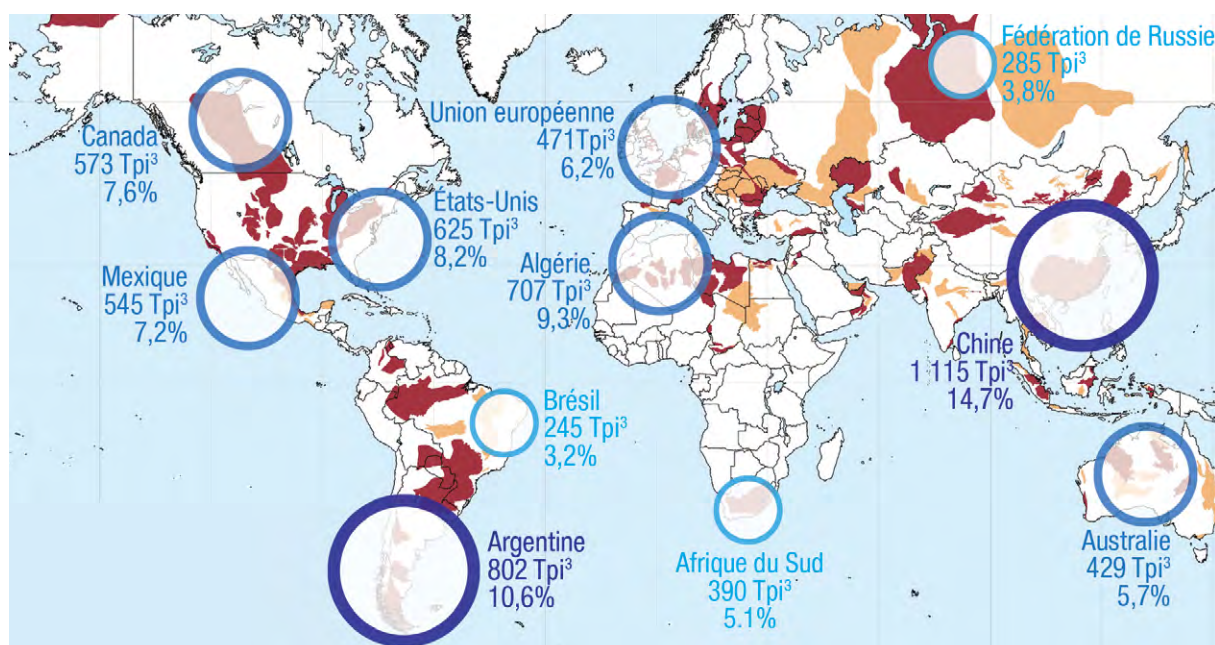 Fédération de Russie
285 Tpi³
3,8%
Union européenne
471Tpi³
6,2%
Canada
573 Tpi³
7,6%
États-Unis
625 Tpi³
8,2%
Mexique
545 Tpi³
7,2%
Algérie
707 Tpi³
9,3%
Chine
1 115 Tpi³
14,7%
Brésil
245 Tpi³
3,2%
Argentine
802 Tpi³
10,6%
Afrique du Sud
390 Tpi³
5.1%
Australie
429 Tpi³
5,7%